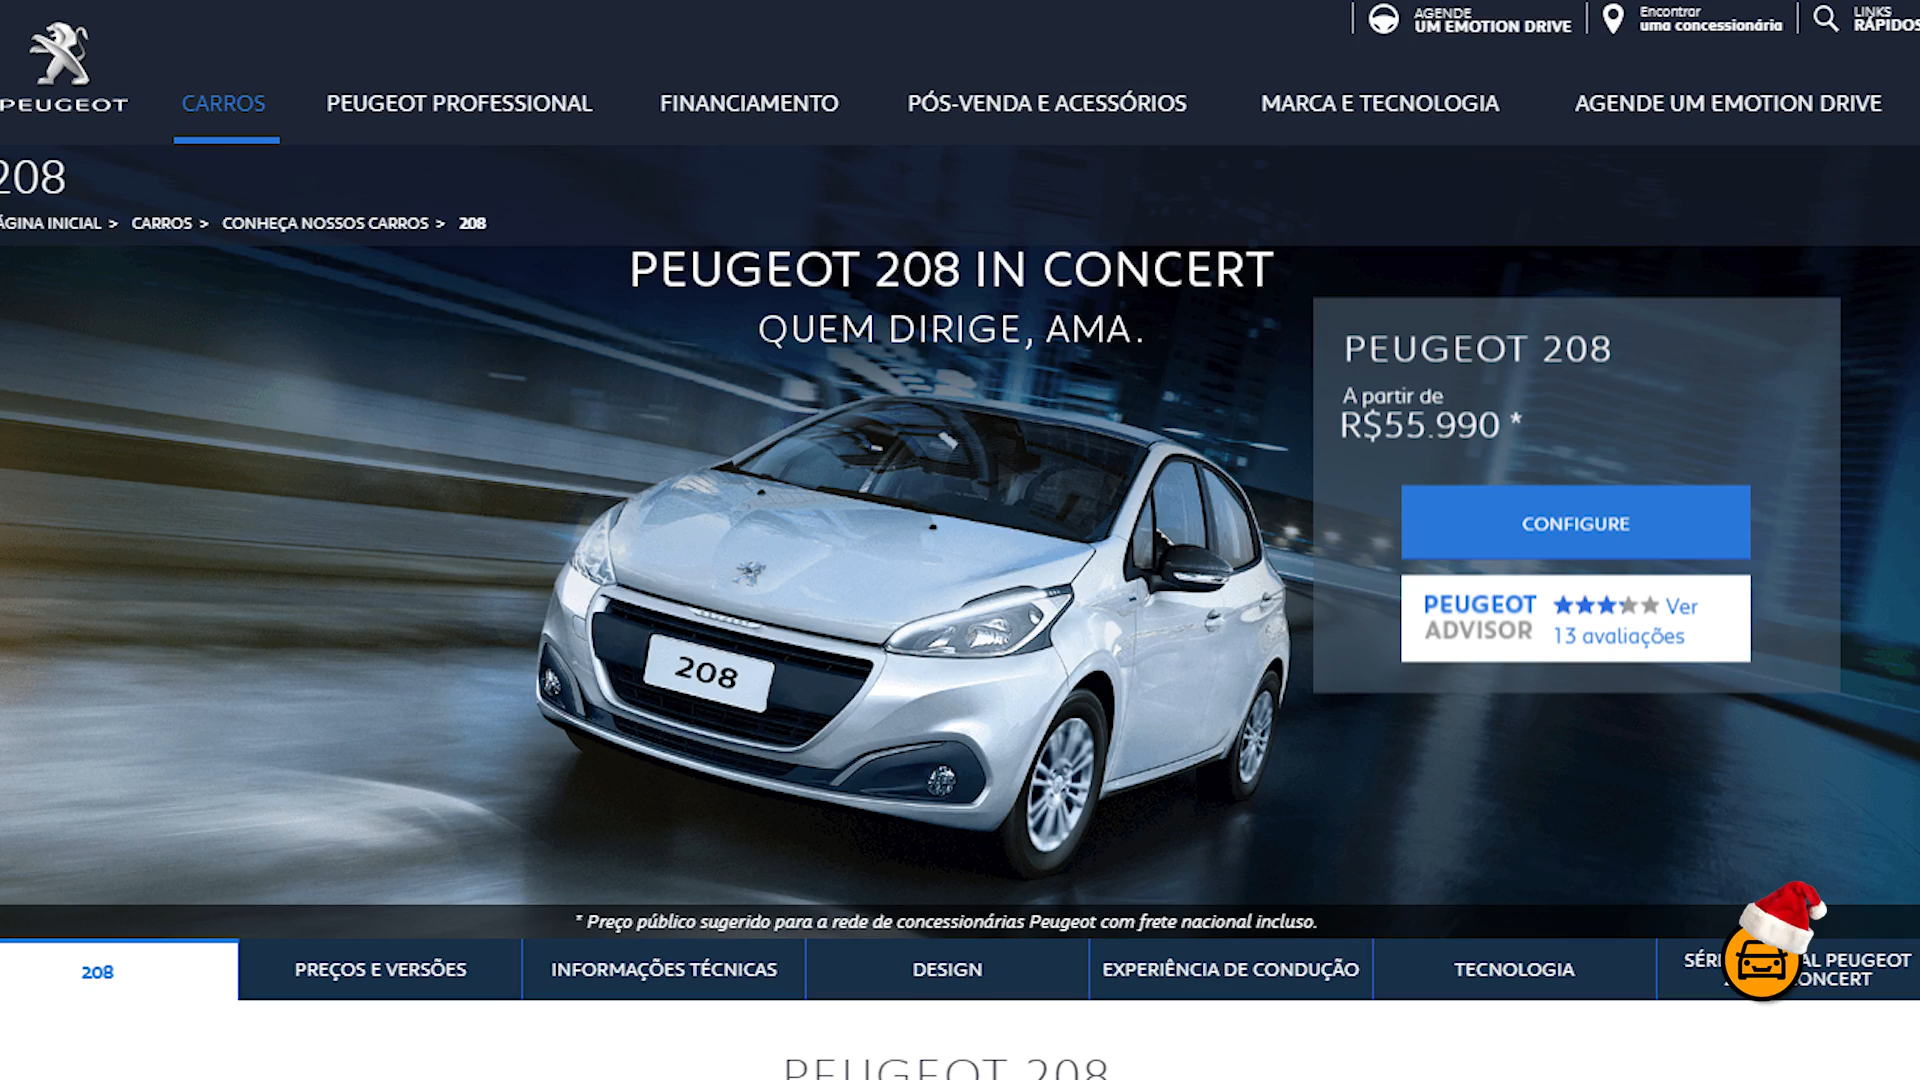 AGENDE
UM EMOTION DRIVE
Encontrar
uma concessionária
LINKS
RÁPIDOS
PEUGEOT
CARROS
PEUGEOT PROFESSIONAL
FINANCIAMENTO
PÓS-VENDA E ACESSÓRIOS
MARCA E TECNOLOGIA
AGENDE UM EMOTION DRIVE
208
ÁGINA INICIAL > CARROS > CONHEÇA NOSSOS CARROS > 208
PEUGEOT 208 IN CONCERT
QUEM DIRIGE, AMA.
PEUGEOT 208
A partir de
R$55.990 *
CONFIGURE
PEUGEOT
ADVISOR
Ver
13 avaliações
208
* Preço público sugerido para a rede de concessionárias Peugeot com frete nacional incluso.
208
PREÇOS E VERSÕES
INFORMAÇÕES TÉCNICAS
DESIGN
EXPERIÊNCIA DE CONDUÇÃO
TECNOLOGIA
PEUGEOT
PEUGEOT 208